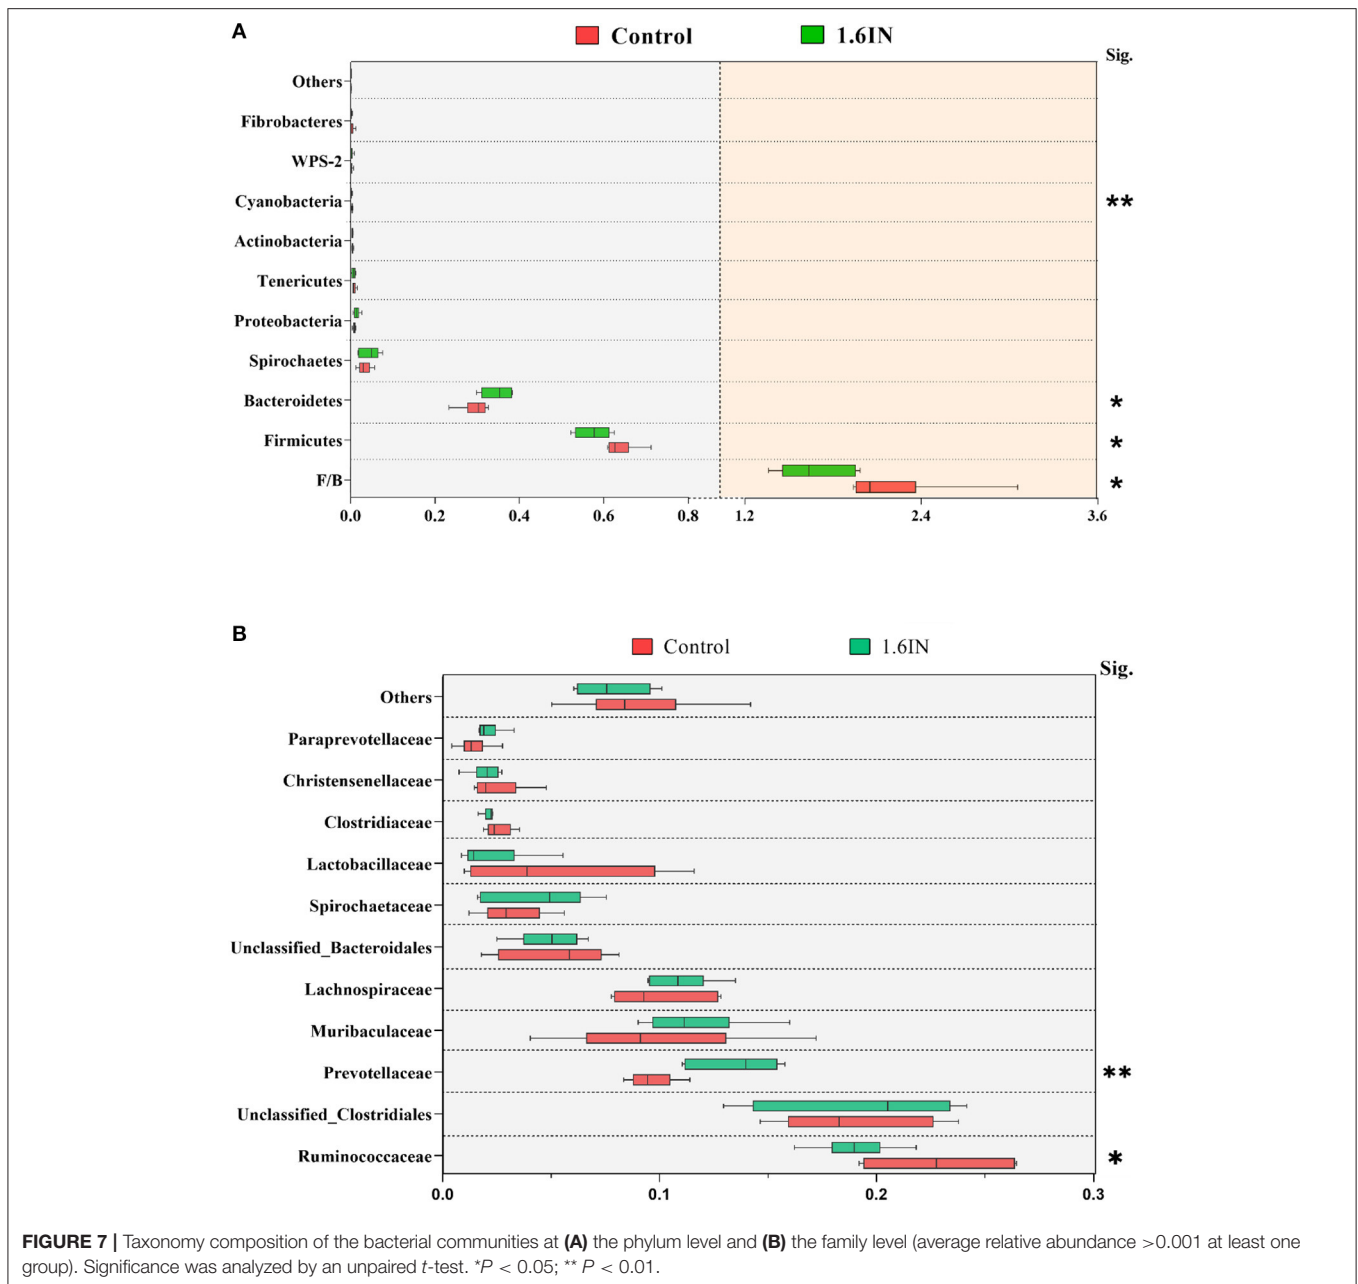 A
Control 1.6IN
Sig.
Others
Fibrobacteres
WPS-2
Cyanobacteria **
Actinobacteria
Tenericutes
Proteobacteria
Spirochaetes
Bacteroidetes *
Firmicutes *
F/B *
0.0 0.2 0.4 0.6 0.8 1.2 2.4 3.6
B
Control 1.6IN
Sig.
Others
Paraprevotellaceae
Christensenellaceae
Clostridiaceae
Lactobacillaceae
Spirochaetaceae
Unclassified_Bacteroidales
Lachnospiraceae
Muribaculaceae
Prevotellaceae **
Unclassified_Clostridiales
Ruminococcaceae *
0.0 0.1 0.2 0.3
FIGURE 7 | Taxonomy composition of the bacterial communities at (A) the phylum level and (B) the family level (average relative abundance >0.001 at least one
group). Significance was analyzed by an unpaired t-test. *P < 0.05; ** P < 0.01.